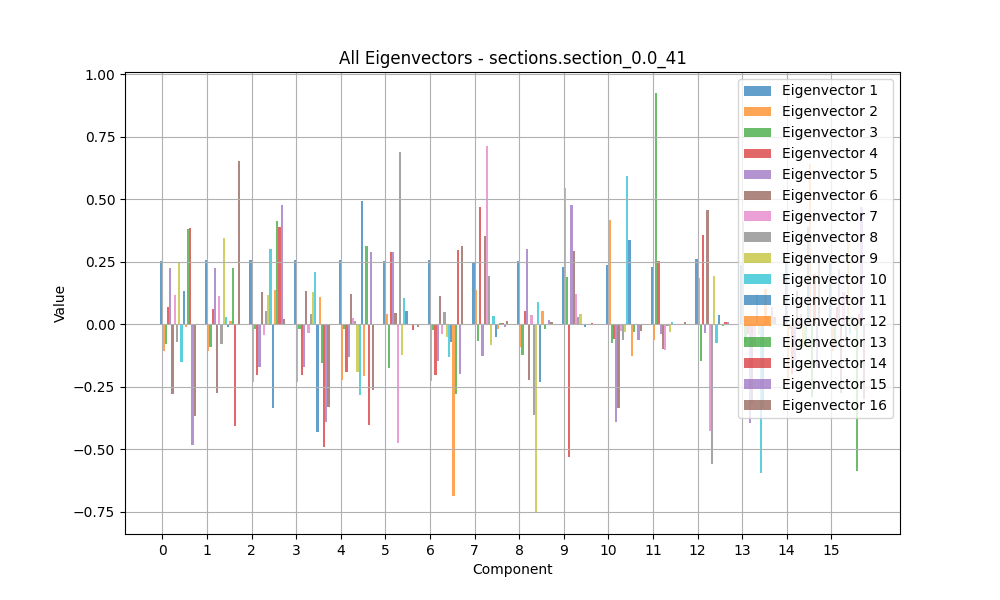 All Eigenvectors - sections.section_0.0_41
1.00
0.75
0.50
0.25
0.00
−0.25
−0.50
−0.75
Value
0 1 2 3 4 5 6 7 8 9 10 11 12 13 14 15
Component
Eigenvector 1
Eigenvector 2
Eigenvector 3
Eigenvector 4
Eigenvector 5
Eigenvector 6
Eigenvector 7
Eigenvector 8
Eigenvector 9
Eigenvector 10
Eigenvector 11
Eigenvector 12
Eigenvector 13
Eigenvector 14
Eigenvector 15
Eigenvector 16